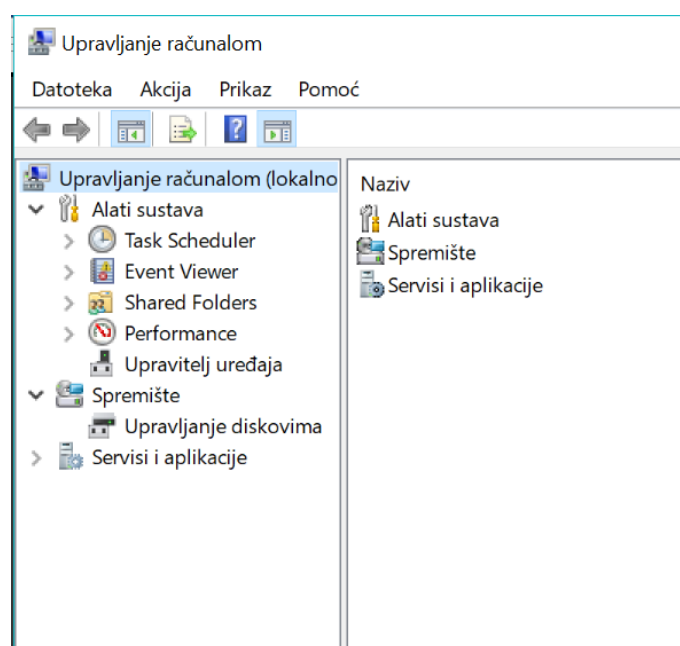 Upravljanje računalom
Datoteka Akcija Prikaz Pomoć
Upravljanje računalom (lokalno
Alati sustava
Task Scheduler
Event Viewer
Shared Folders
Performance
Upravitelj uređaja
Spremište
Upravljanje diskovima
Servisi i aplikacije
Naziv
Alati sustava
Spremište
Servisi i aplikacije